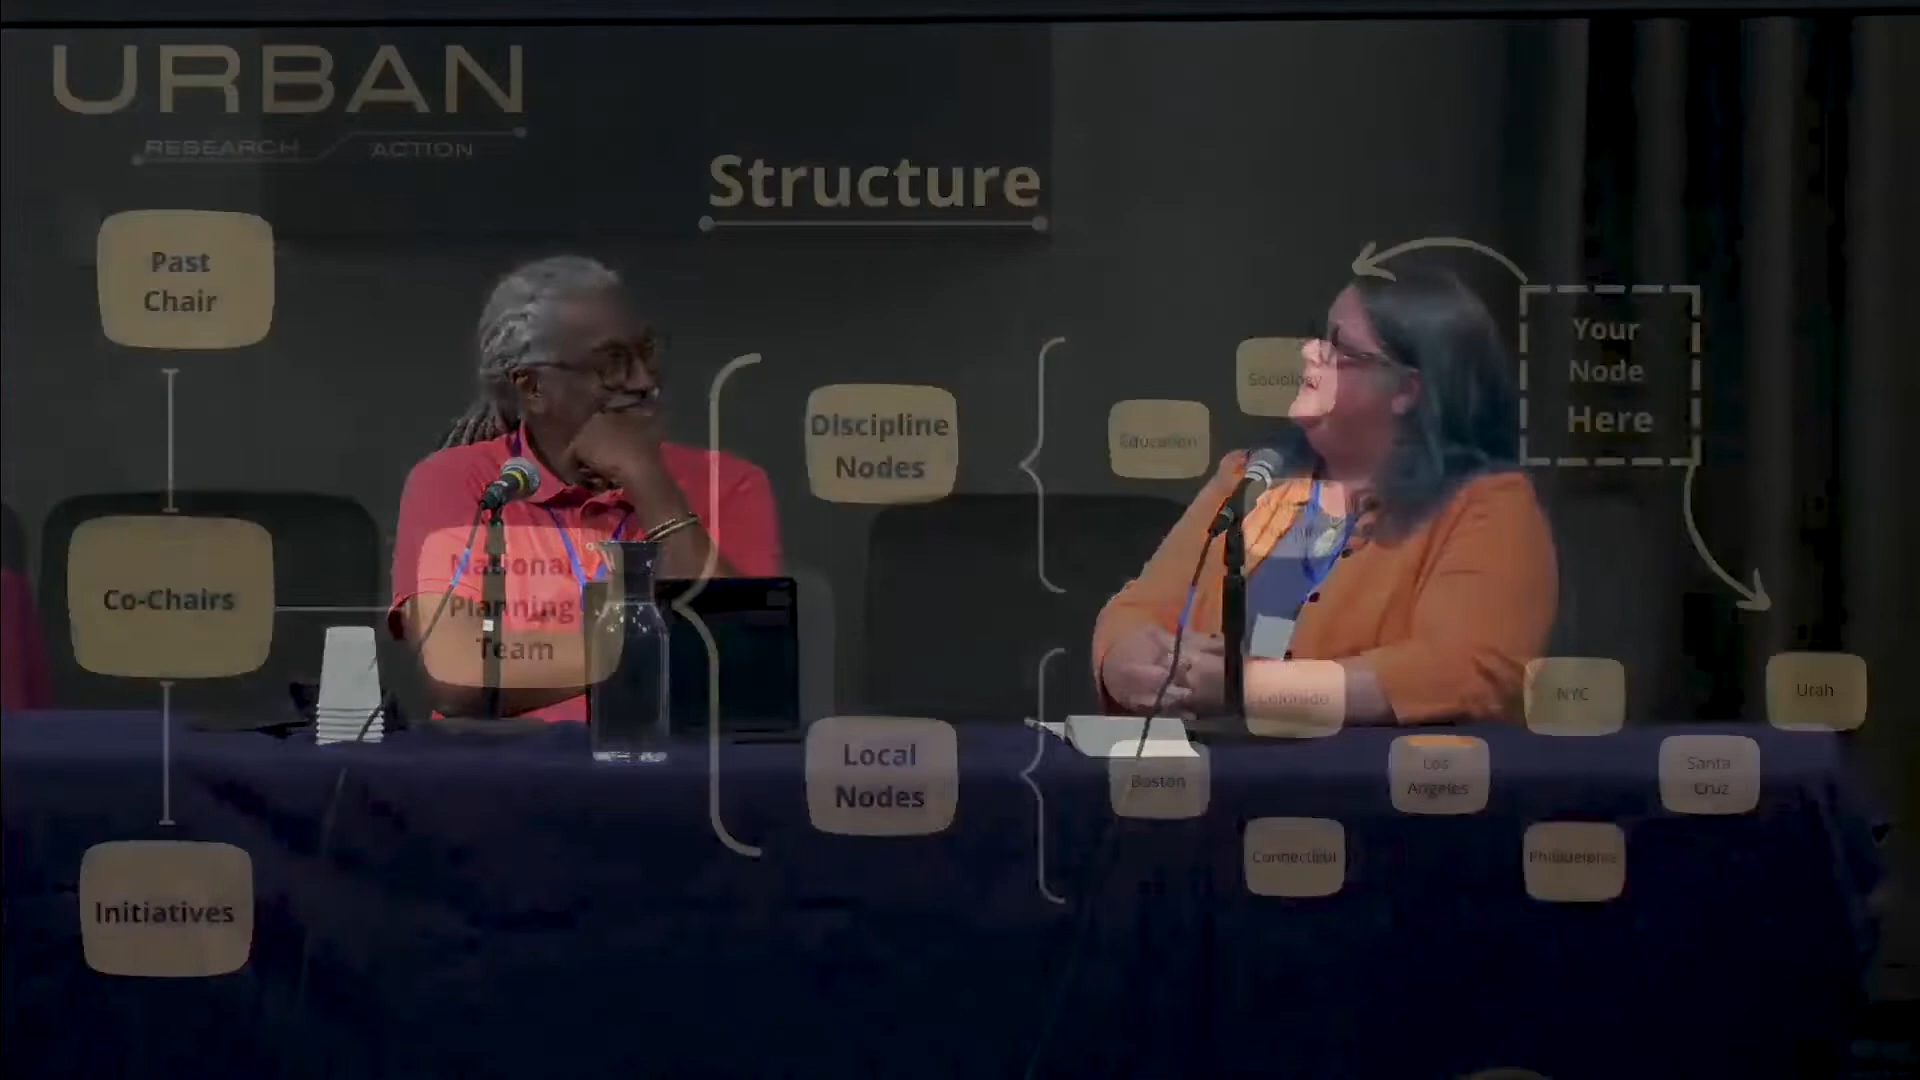 URBAN
RESEARCH ACTION
Structure
Past
Chair
Co-Chairs
Initiatives
National
Planning
Team
Discipline
Nodes
Local
Nodes
Sociology
Education
Your
Node
Here
Colorado
NYC
Utah
Boston
Los
Angeles
Santa
Cruz
Connecticut
Philadelphia